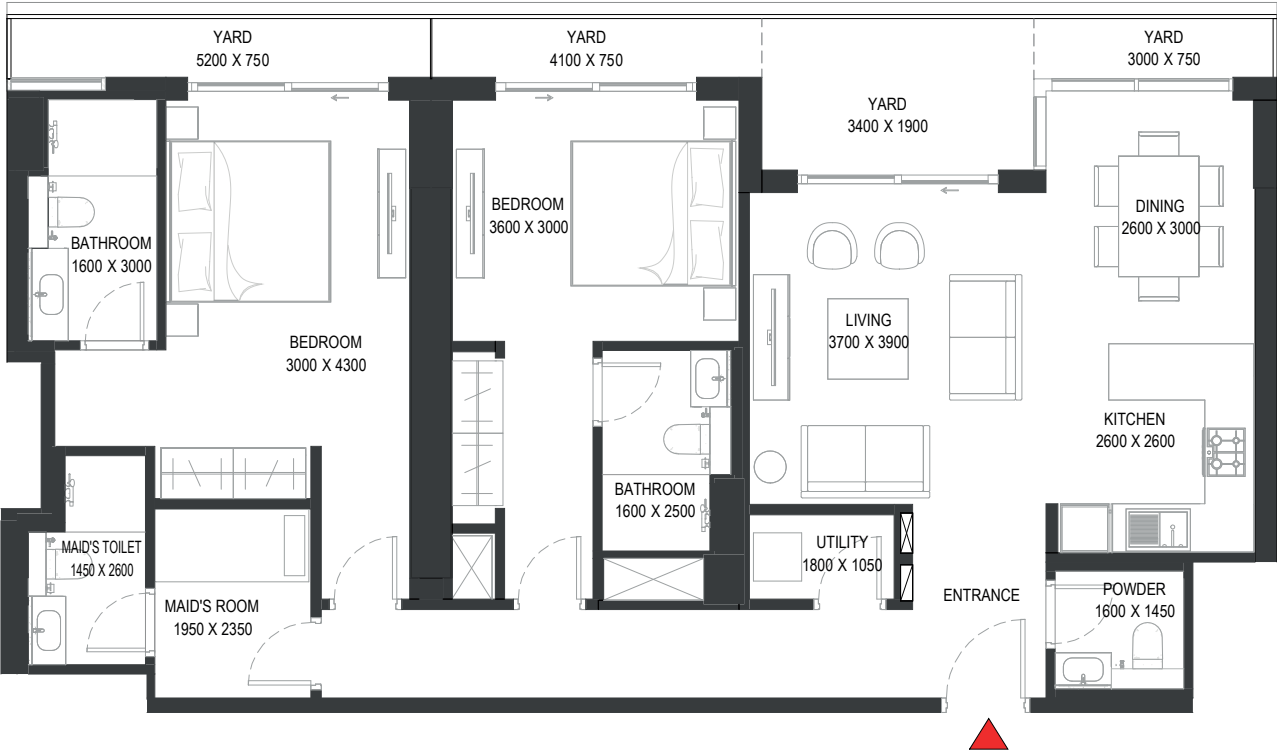 YARD
5200 X 750
YARD
4100 X 750
YARD
3000 X 750
YARD
3400 X 1900
BEDROOM
3600 X 3000
DINING
2600 X 3000
BATHROOM
1600 X 3000
LIVING
3700 X 3900
BEDROOM
3000 X 4300
KITCHEN
2600 X 2600
BATHROOM
1600 X 2500
MAID'S TOILET
1450 X 2600
UTILITY
1800 X 1050
MAID'S ROOM
1950 X 2350
ENTRANCE
POWDER
1600 X 1450